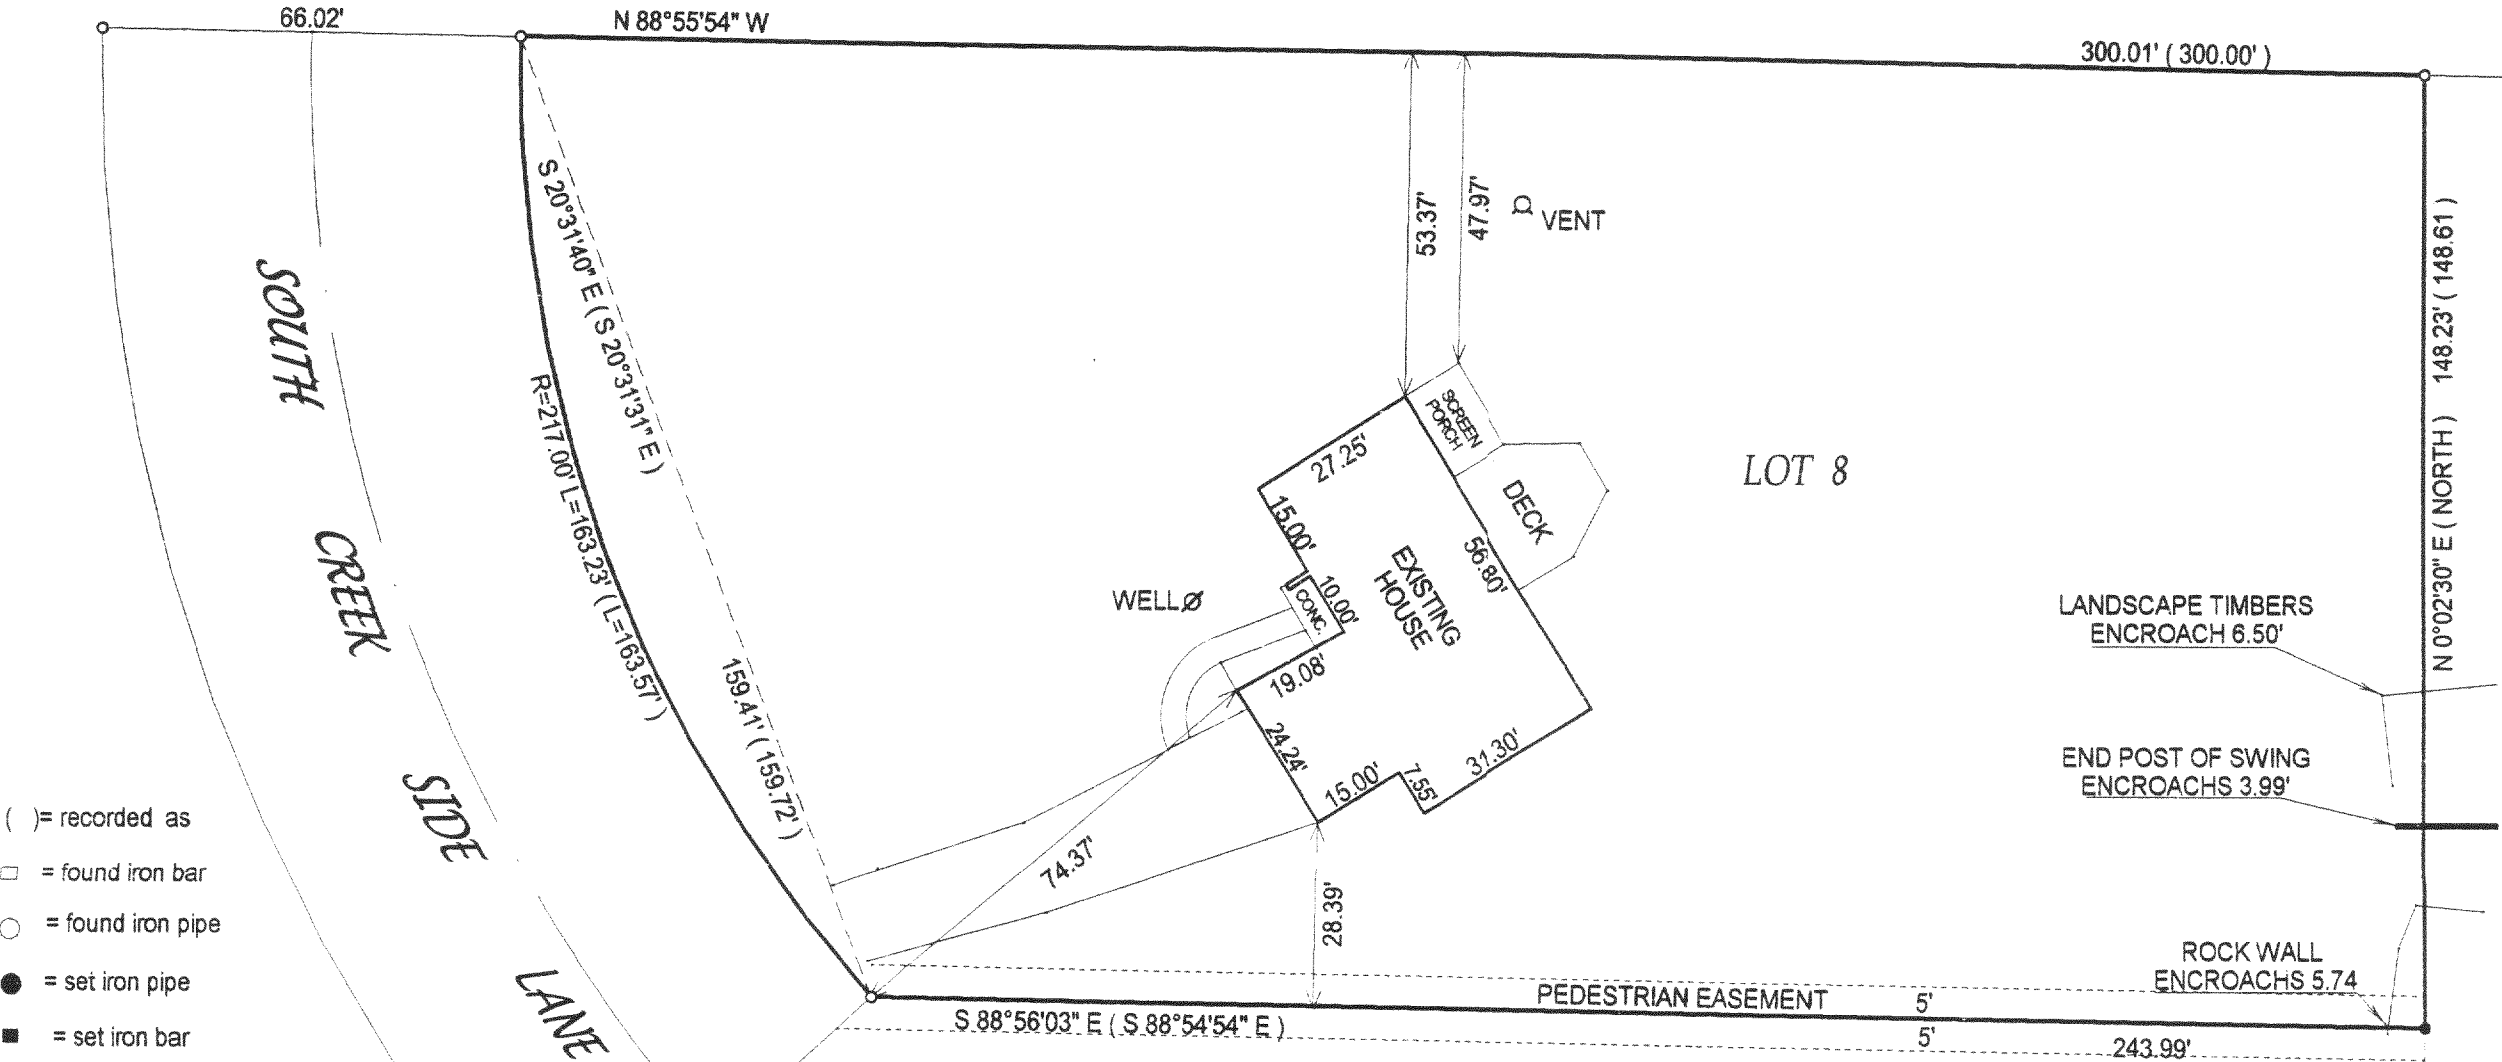 66.02'
N 88°55'54" W
300.01' ( 300.00' )
S 20°31'40" E ( S 20°31'31" E )
159.41' ( 159.72' )
R=217.00' L=163.23' ( L=163.57' )
53.37'
47.97'
VENT
N 0°02'30" E ( NORTH ) 148.23' ( 148.61 )
SOUTH
CREEK
SIDE
LANE
SCREEN
PORCH
DECK
LOT 8
27.25'
15.00'
10.00'
CONC.
EXISTING
HOUSE
56.80'
WELL
19.08'
24.24'
15.00'
7.55'
31.30'
74.37'
28.39'
LANDSCAPE TIMBERS
ENCROACH 6.50'
END POST OF SWING
ENCROACHS 3.99'
ROCK WALL
ENCROACHS 5.74
( )= recorded as
= found iron bar
= found iron pipe
= set iron pipe
= set iron bar
PEDESTRIAN EASEMENT 5'
S 88°56'03" E ( S 88°54'54" E )
5'
243.99'